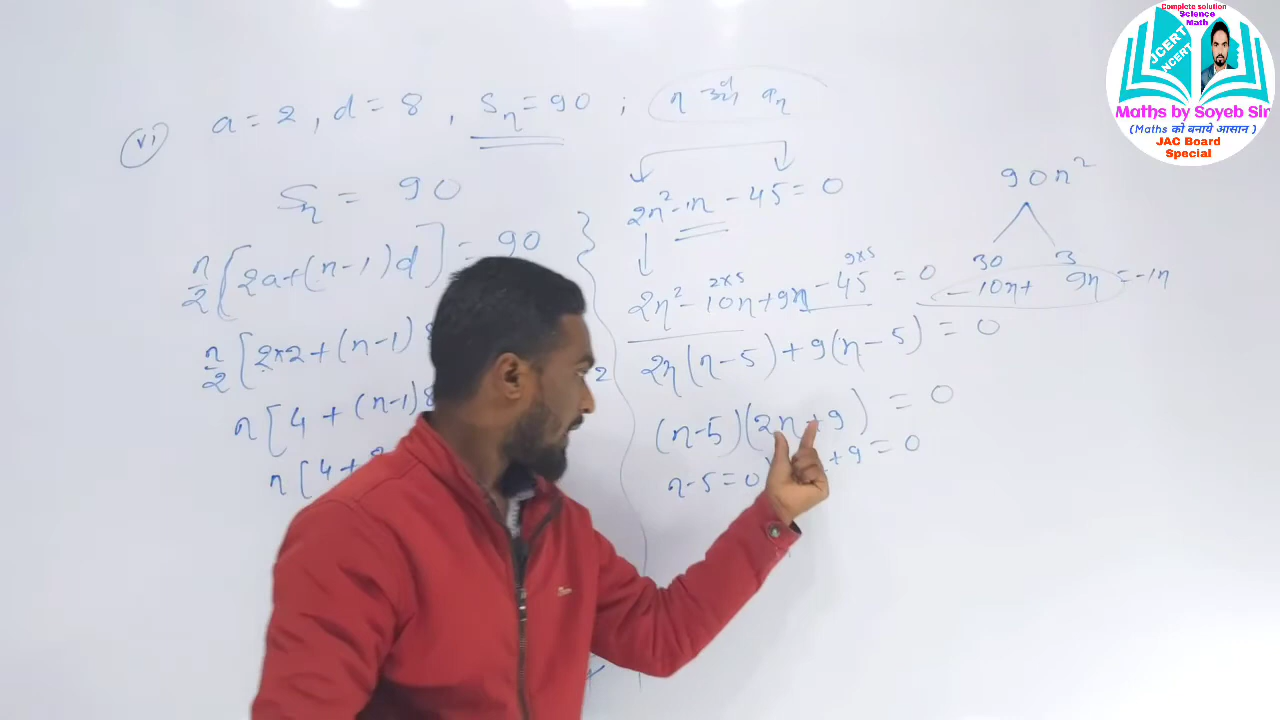 (vi) a = 2, d = 8, Sₙ = 90 ; n और aₙ
Sₙ = 90
n/2 [2a + (n-1)d] = 90
n/2 [2×2 + (n-1)8
n[4 + (n-1)8
n[4 + 8
2
2n² - 1n - 45 = 0
2×5 9×5
2n² - 10n + 9n - 45 = 0
2n(n-5) + 9(n-5) = 0
(n-5)(2n+9) = 0
n-5 = 0 + 9 = 0
90n²
30 3
-10n + 9n = -1n
Complete solution
Science
Math
JCERT
NCERT
Maths by Soyeb Sir
(Maths को बनाये आसान )
JAC Board
Special